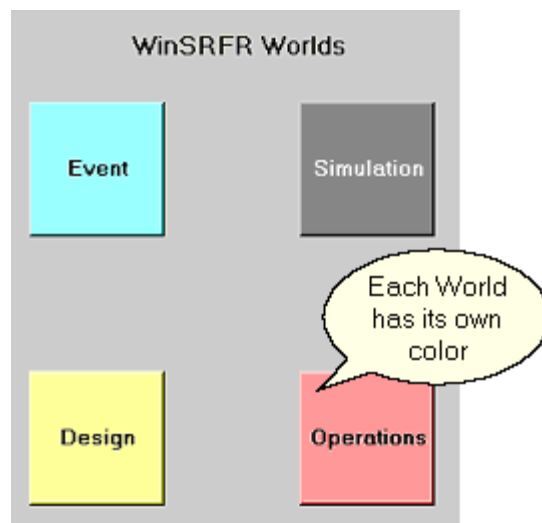 WinSRFR Worlds
Event
Simulation
Each World
has its own
color
Design
Operations